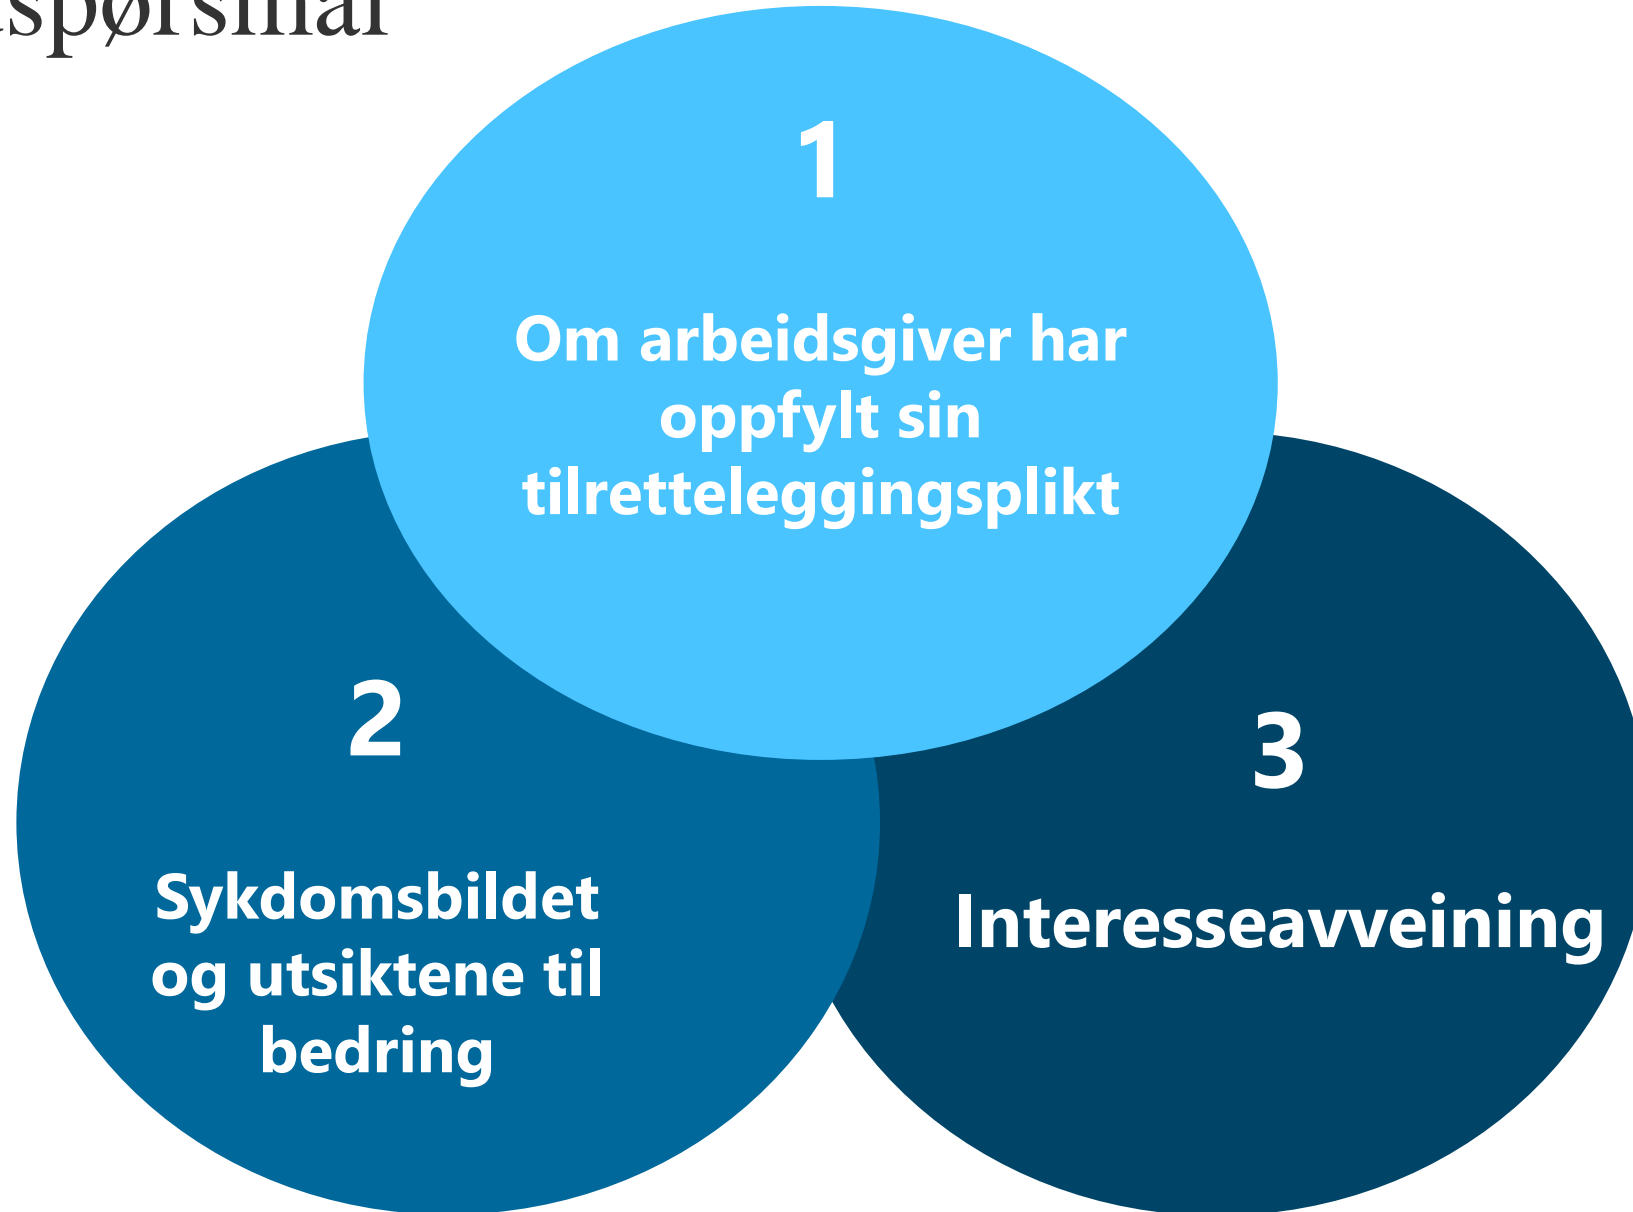 1
Om arbeidsgiver har
oppfylt sin
tilretteleggingsplikt
2
Sykdomsbildet
og utsiktene til
bedring
3
Interesseavveining